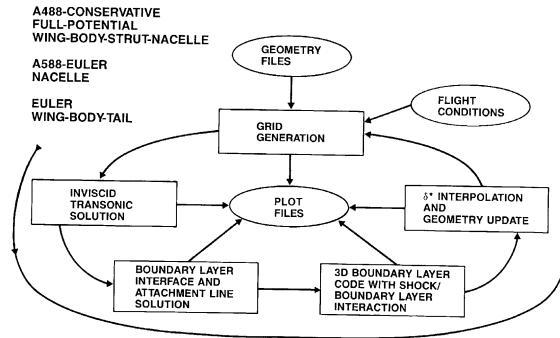 A488-CONSERVATIVE
FULL-POTENTIAL
WING-BODY-STRUT-NACELLE
A588-EULER
NACELLE
EULER
WING-BODY-TAIL
GEOMETRY
FILES
FLIGHT
CONDITIONS
GRID
GENERATION
INVISCID
TRANSONIC
SOLUTION
PLOT
FILES
δ* INTERPOLATION
AND
GEOMETRY UPDATE
BOUNDARY LAYER
INTERFACE AND
ATTACHMENT LINE
SOLUTION
3D BOUNDARY LAYER
CODE WITH SHOCK/
BOUNDARY LAYER
INTERACTION